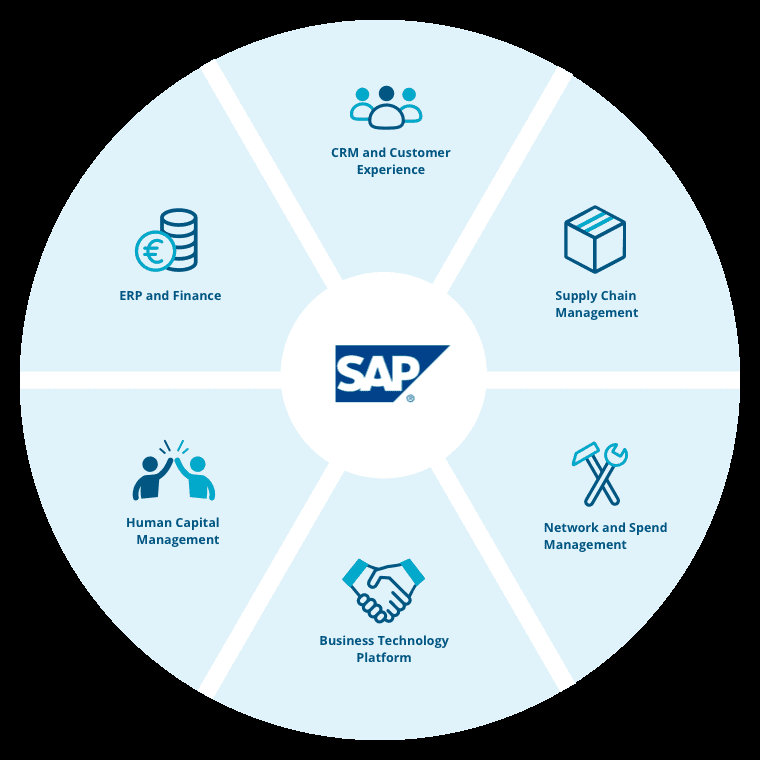 CRM and Customer
Experience
ERP and Finance
€
Supply Chain
Management
SAP®
Human Capital
Management
Network and Spend
Management
Business Technology
Platform